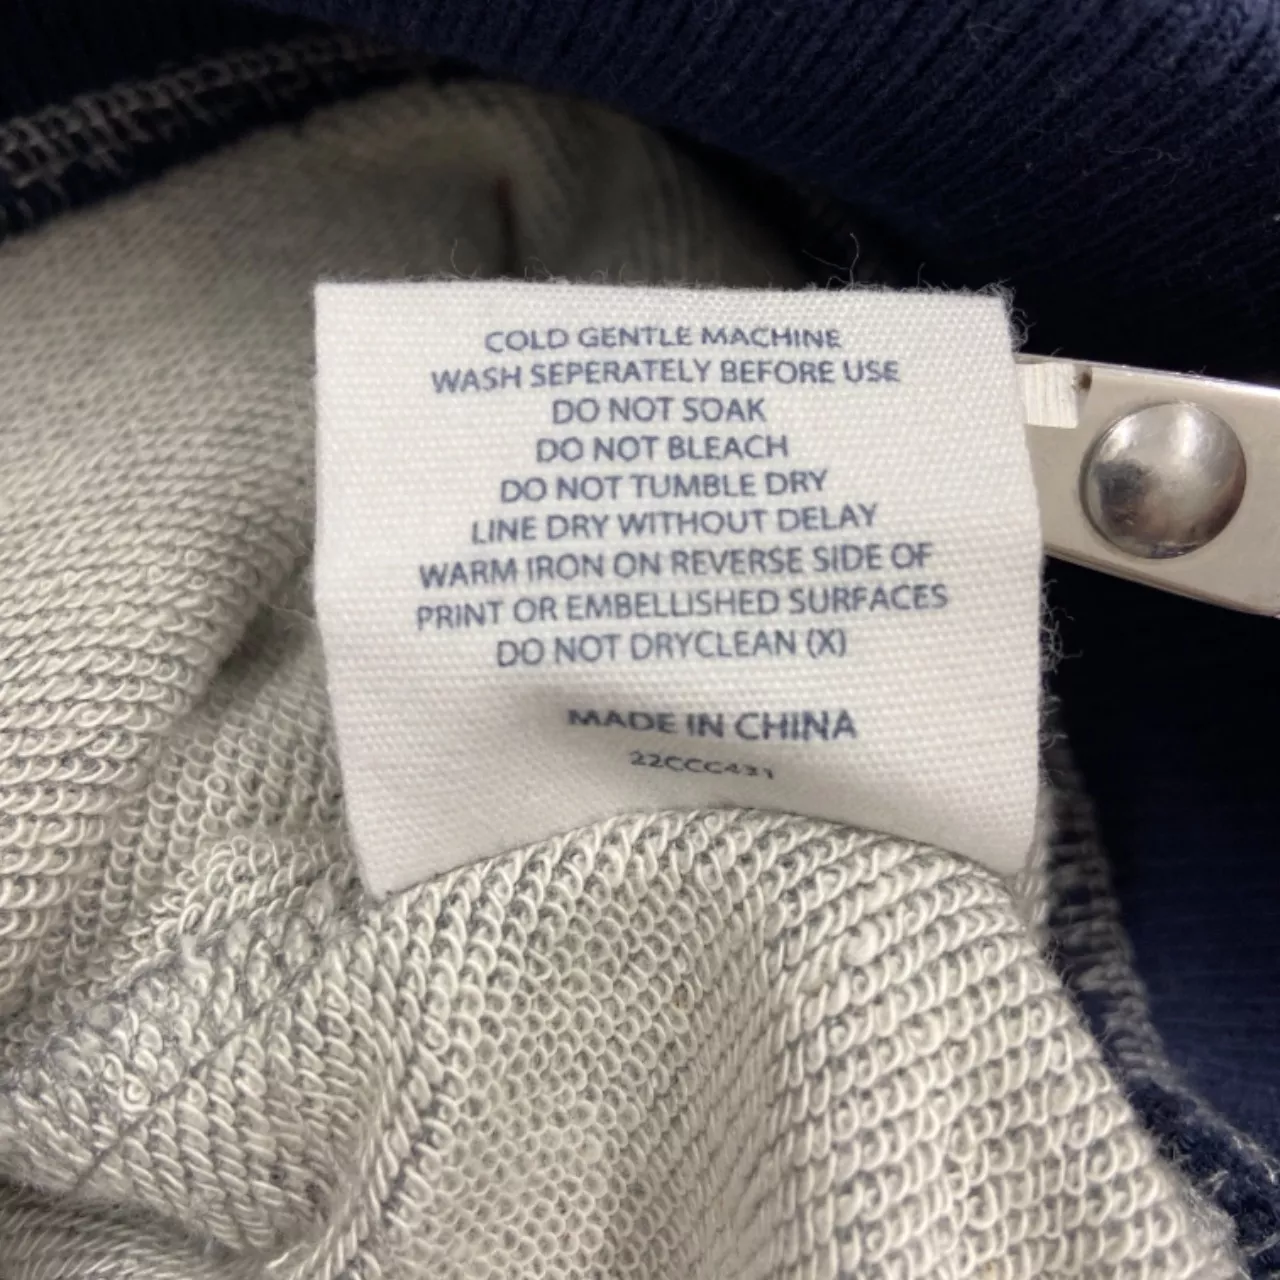 COLD GENTLE MACHINE
WASH SEPERATELY BEFORE USE
DO NOT SOAK
DO NOT BLEACH
DO NOT TUMBLE DRY
LINE DRY WITHOUT DELAY
WARM IRON ON REVERSE SIDE OF
PRINT OR EMBELLISHED SURFACES
DO NOT DRYCLEAN (X)
MADE IN CHINA
22CCC431